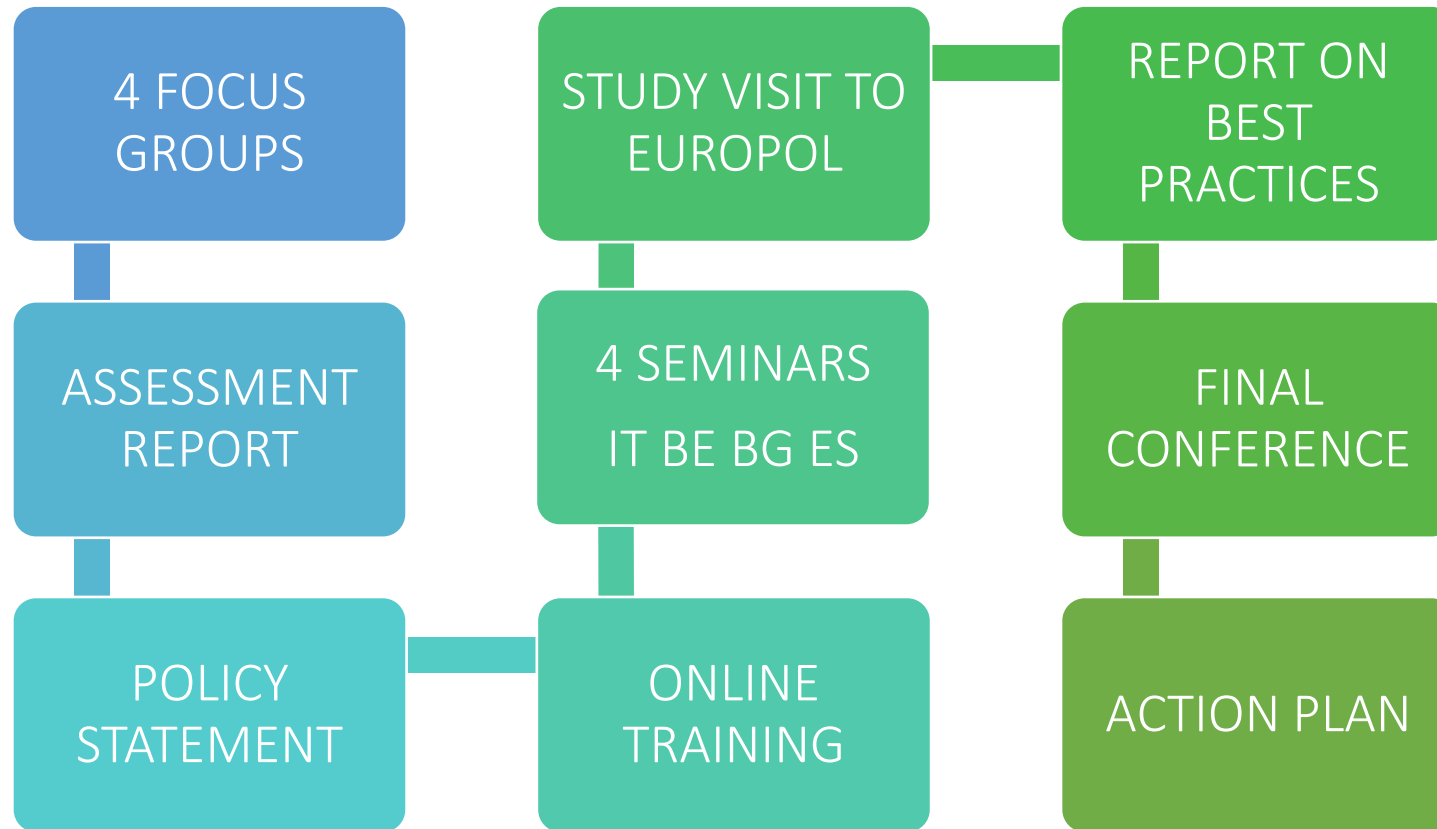 4 FOCUS
GROUPS
ASSESSMENT
REPORT
POLICY
STATEMENT
ONLINE
TRAINING
4 SEMINARS
IT BE BG ES
STUDY VISIT TO
EUROPOL
REPORT ON
BEST
PRACTICES
FINAL
CONFERENCE
ACTION PLAN